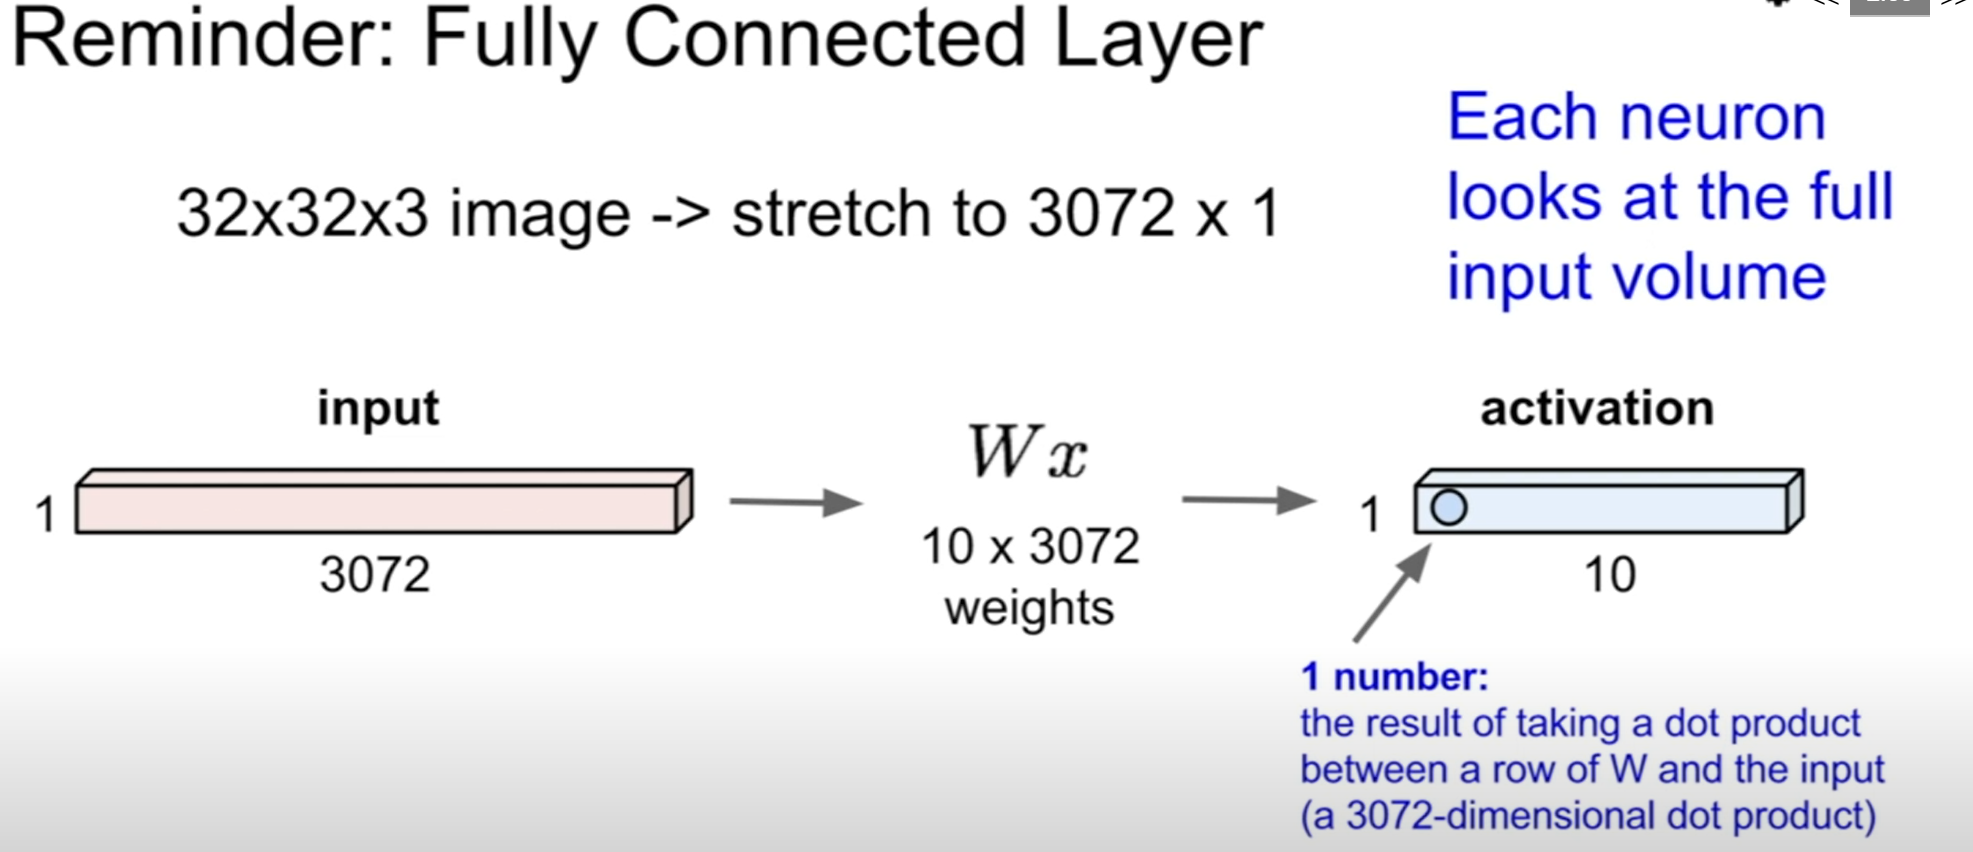 Reminder: Fully Connected Layer
32x32x3 image -> stretch to 3072 x 1
Each neuron
looks at the full
input volume
input
1
3072
Wx
10 x 3072
weights
activation
1
10
1 number:
the result of taking a dot product
between a row of W and the input
(a 3072-dimensional dot product)